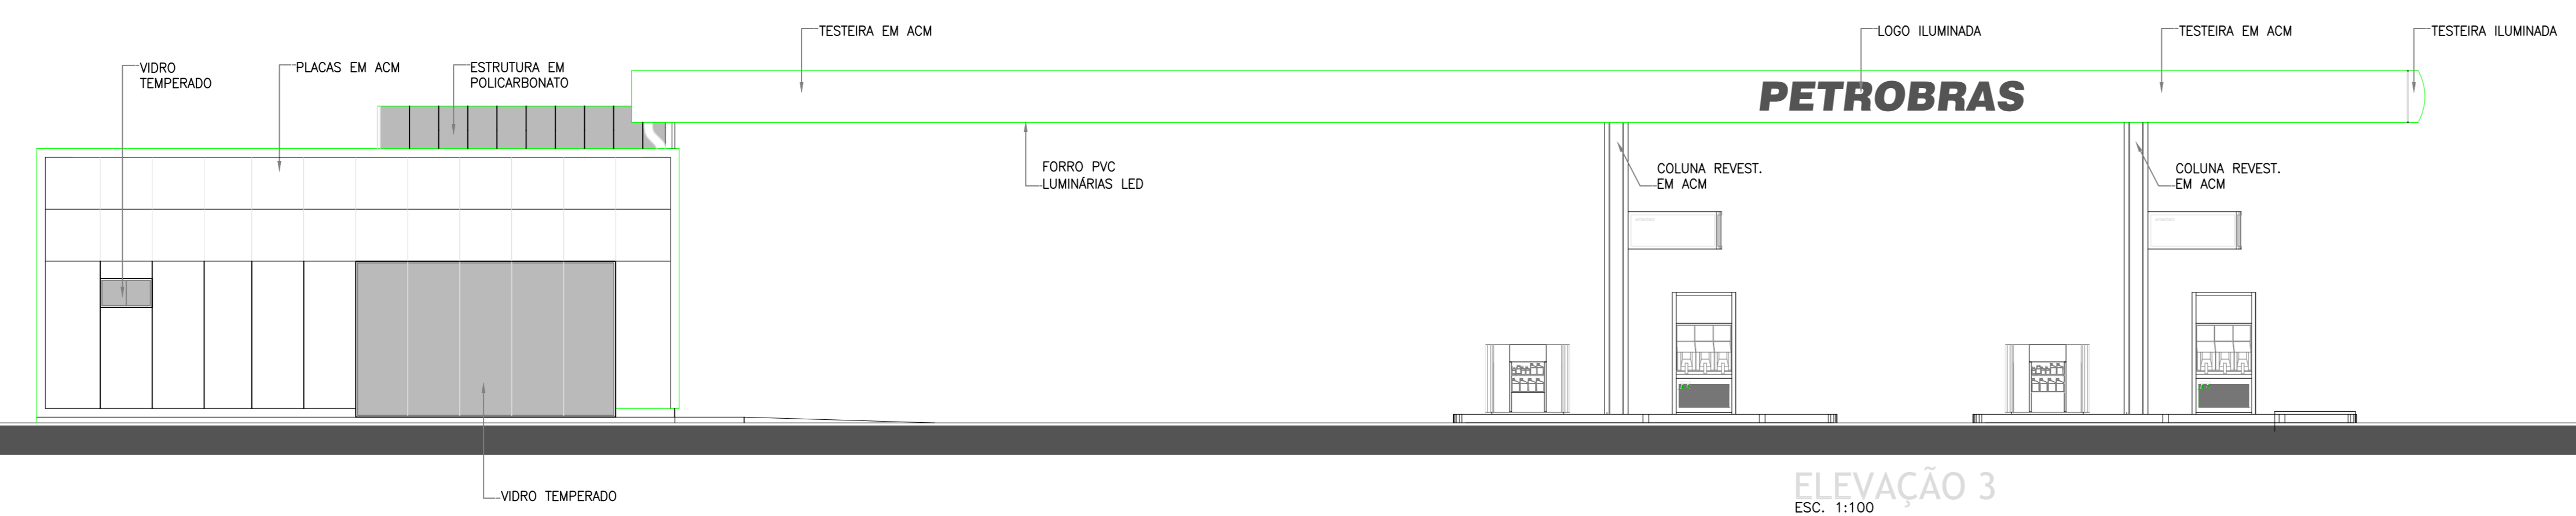 TESTEIRA EM ACM
LOGO ILUMINADA
TESTEIRA EM ACM
TESTEIRA ILUMINADA
VIDRO
TEMPERADO
PLACAS EM ACM
ESTRUTURA EM
POLICARBONATO
PETROBRAS
FORRO PVC
LUMINÁRIAS LED
COLUNA REVEST.
EM ACM
COLUNA REVEST.
EM ACM
VIDRO TEMPERADO
ELEVAÇÃO 3
ESC. 1:100